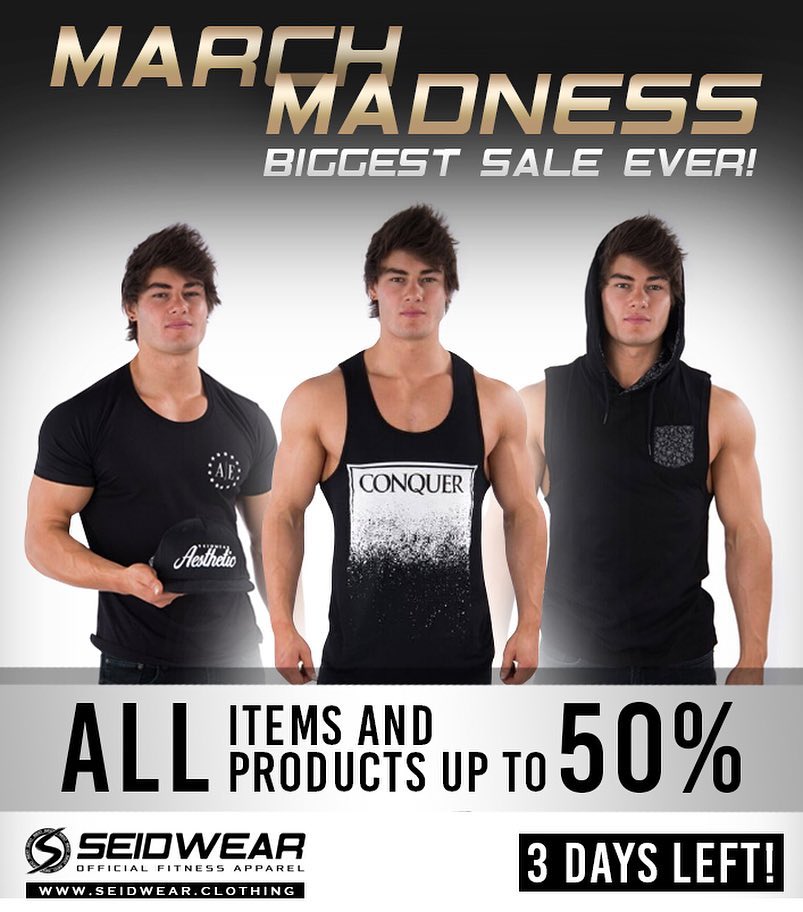 MARCH
MADNESS
BIGGEST SALE EVER!
A|E
SEIDWEAR
Aesthetic
CONQUER
ALL ITEMS AND
PRODUCTS UP TO 50%
SEIDWEAR
OFFICIAL FITNESS APPAREL
WWW.SEIDWEAR.CLOTHING
3 DAYS LEFT!